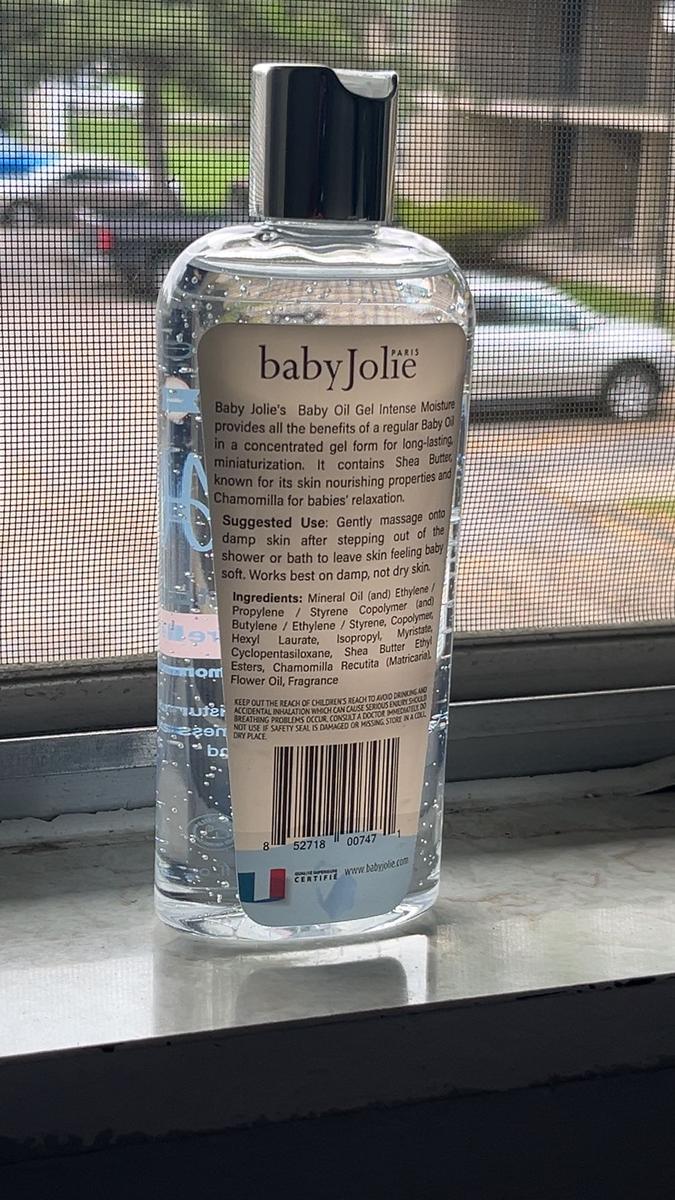 babyJolie PARIS
Baby Jolie's Baby Oil Gel Intense Moisture
provides all the benefits of a regular Baby Oil
in a concentrated gel form for long-lasting,
miniaturization. It contains Shea Butter,
known for its skin nourishing properties and
Chamomilla for babies' relaxation.
Suggested Use: Gently massage onto
damp skin after stepping out of the
shower or bath to leave skin feeling baby
soft. Works best on damp, not dry skin.
Ingredients: Mineral Oil (and) Ethylene /
Propylene / Styrene Copolymer (and)
Butylene / Ethylene / Styrene, Copolymer,
Hexyl Laurate, Isopropyl, Myristate,
Cyclopentasiloxane, Shea Butter Ethyl
Esters, Chamomilla Recutita (Matricaria),
Flower Oil, Fragrance
KEEP OUT THE REACH OF CHILDREN'S REACH TO AVOID DRINKING AND
ACCIDENTAL INHALATION WHICH CAN CAUSE SERIOUS ENJURY. SHOULD
BREATHING PROBLEMS OCCUR, CONSULT A DOCTOR IMMEDIATELY. DO
NOT USE IF SAFETY SEAL IS DAMAGED OR MISSING. STORE IN A COLL,
DRY PLACE.
8 52718 00747 1
QUALITÉ SUPÉRIEURE
CERTIFIÉ
www.babyjolie.com